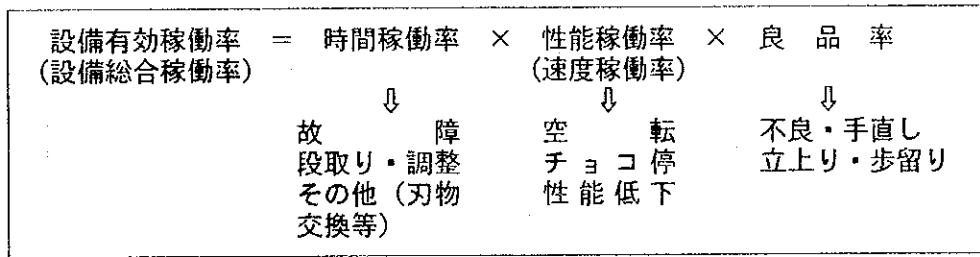 設備有効稼働率 ＝ 時間稼働率 × 性能稼働率 × 良品率
(設備総合稼働率) (速度稼働率)
⇩ ⇩ ⇩
故障 空転 不良・手直し
段取り・調整 チョコ停 立上り・歩留り
その他（刃物 性能低下
交換等）